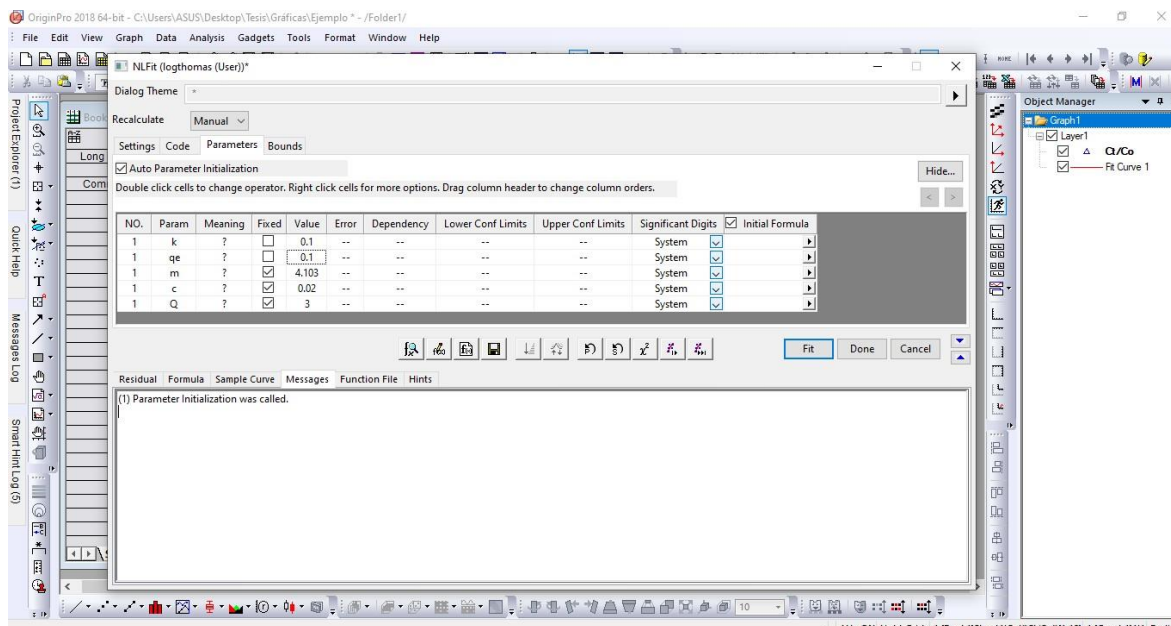 OriginPro 2018 64-bit - C:\Users\ASUS\Desktop\Tesis\Gráficas\Ejemplo * - /Folder1/
File Edit View Graph Data Analysis Gadgets Tools Format Window Help
NLFit (logthomas (User))*
Dialog Theme *
Recalculate Manual
Settings Code Parameters Bounds
Auto Parameter Initialization
Hide...
Double click cells to change operator. Right click cells for more options. Drag column header to change column orders.
NO. Param Meaning Fixed Value Error Dependency Lower Conf Limits Upper Conf Limits Significant Digits Initial Formula
1 k ? 0.1 -- -- -- -- System
1 qe ? 0.1 -- -- -- -- System
1 m ? 4.103 -- -- -- -- System
1 c ? 0.02 -- -- -- -- System
1 Q ? 3 -- -- -- -- System
Fit Done Cancel
Residual Formula Sample Curve Messages Function File Hints
(1) Parameter Initialization was called.
Project Explorer (1)
Quick Help
Messages Log
Smart Hint Log (5)
Book
Long
Com
Object Manager
Graph1
Layer1
Ct/Co
Fit Curve 1
10